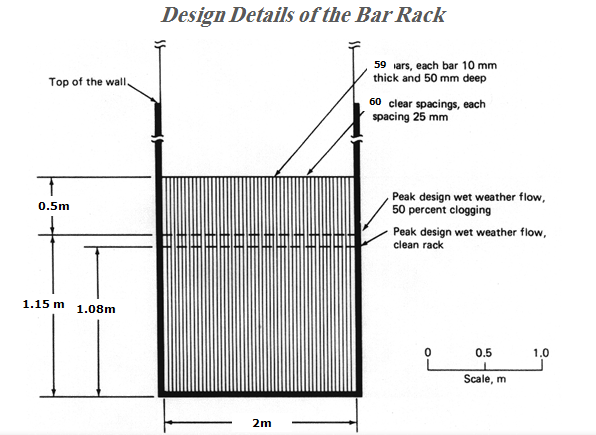 Design Details of the Bar Rack
59 ars, each bar 10 mm
thick and 50 mm deep
Top of the wall
60 clear spacings, each
spacing 25 mm
0.5m
Peak design wet weather flow,
50 percent clogging
Peak design wet weather flow,
clean rack
1.15 m
1.08m
0 0.5 1.0
Scale, m
2m